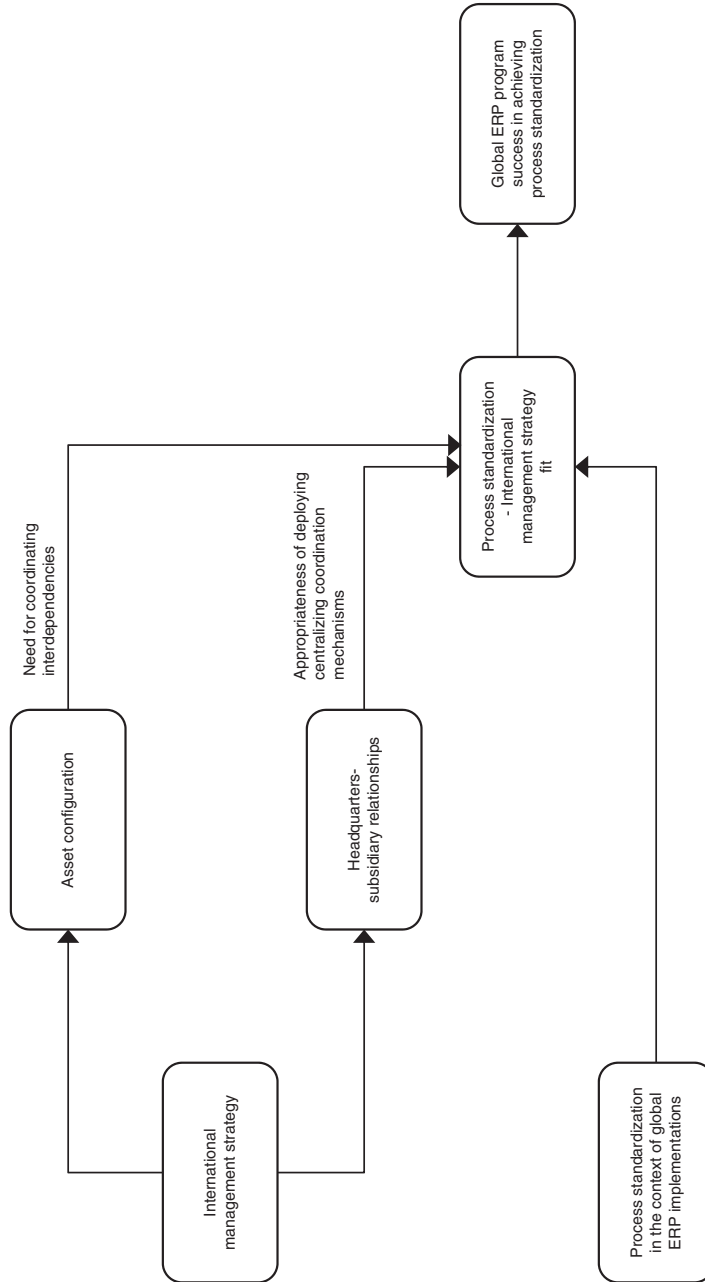 International
management strategy
Asset configuration
Need for coordinating
interdependencies
Headquarters-
subsidiary relationships
Appropriateness of deploying
centralizing coordination
mechanisms
Process standardization
in the context of global
ERP implementations
Process standardization
- International
management strategy
fit
Global ERP program
success in achieving
process standardization